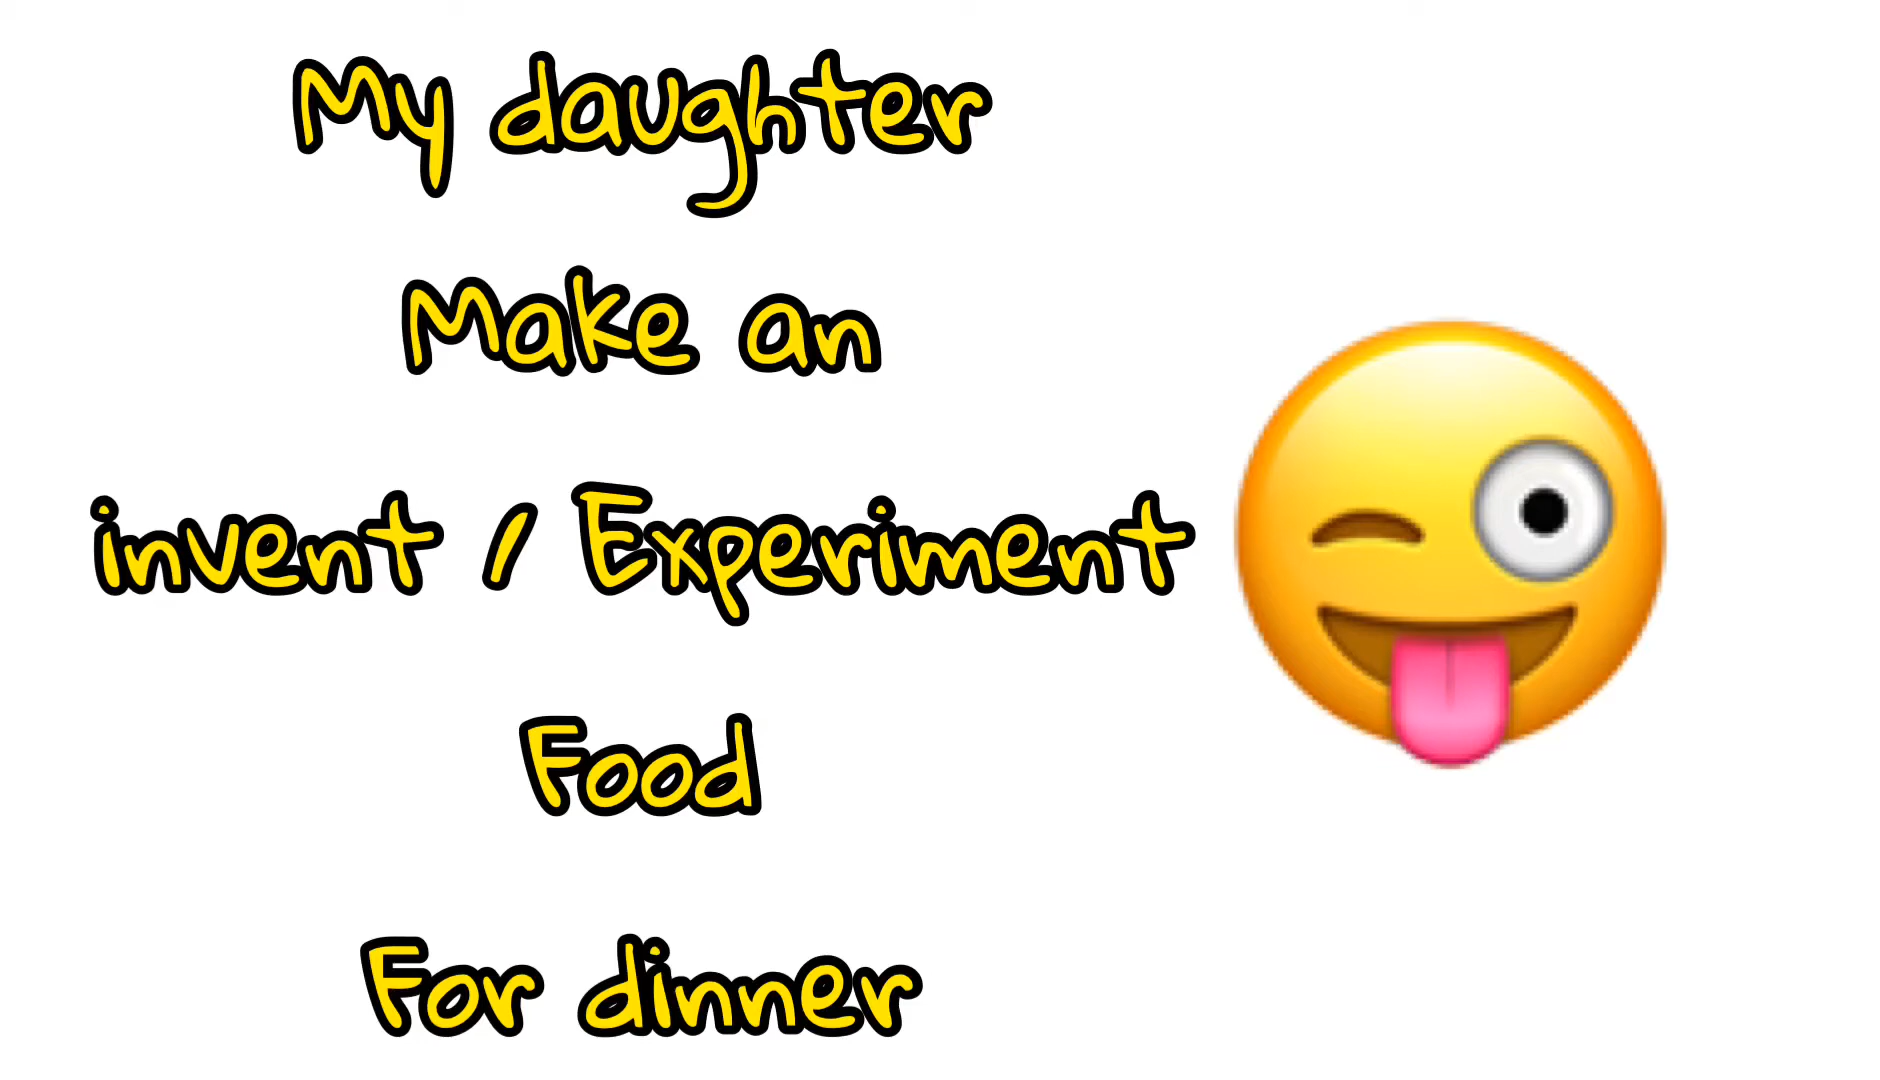 My daughter
Make an
invent / Experiment
Food
For dinner